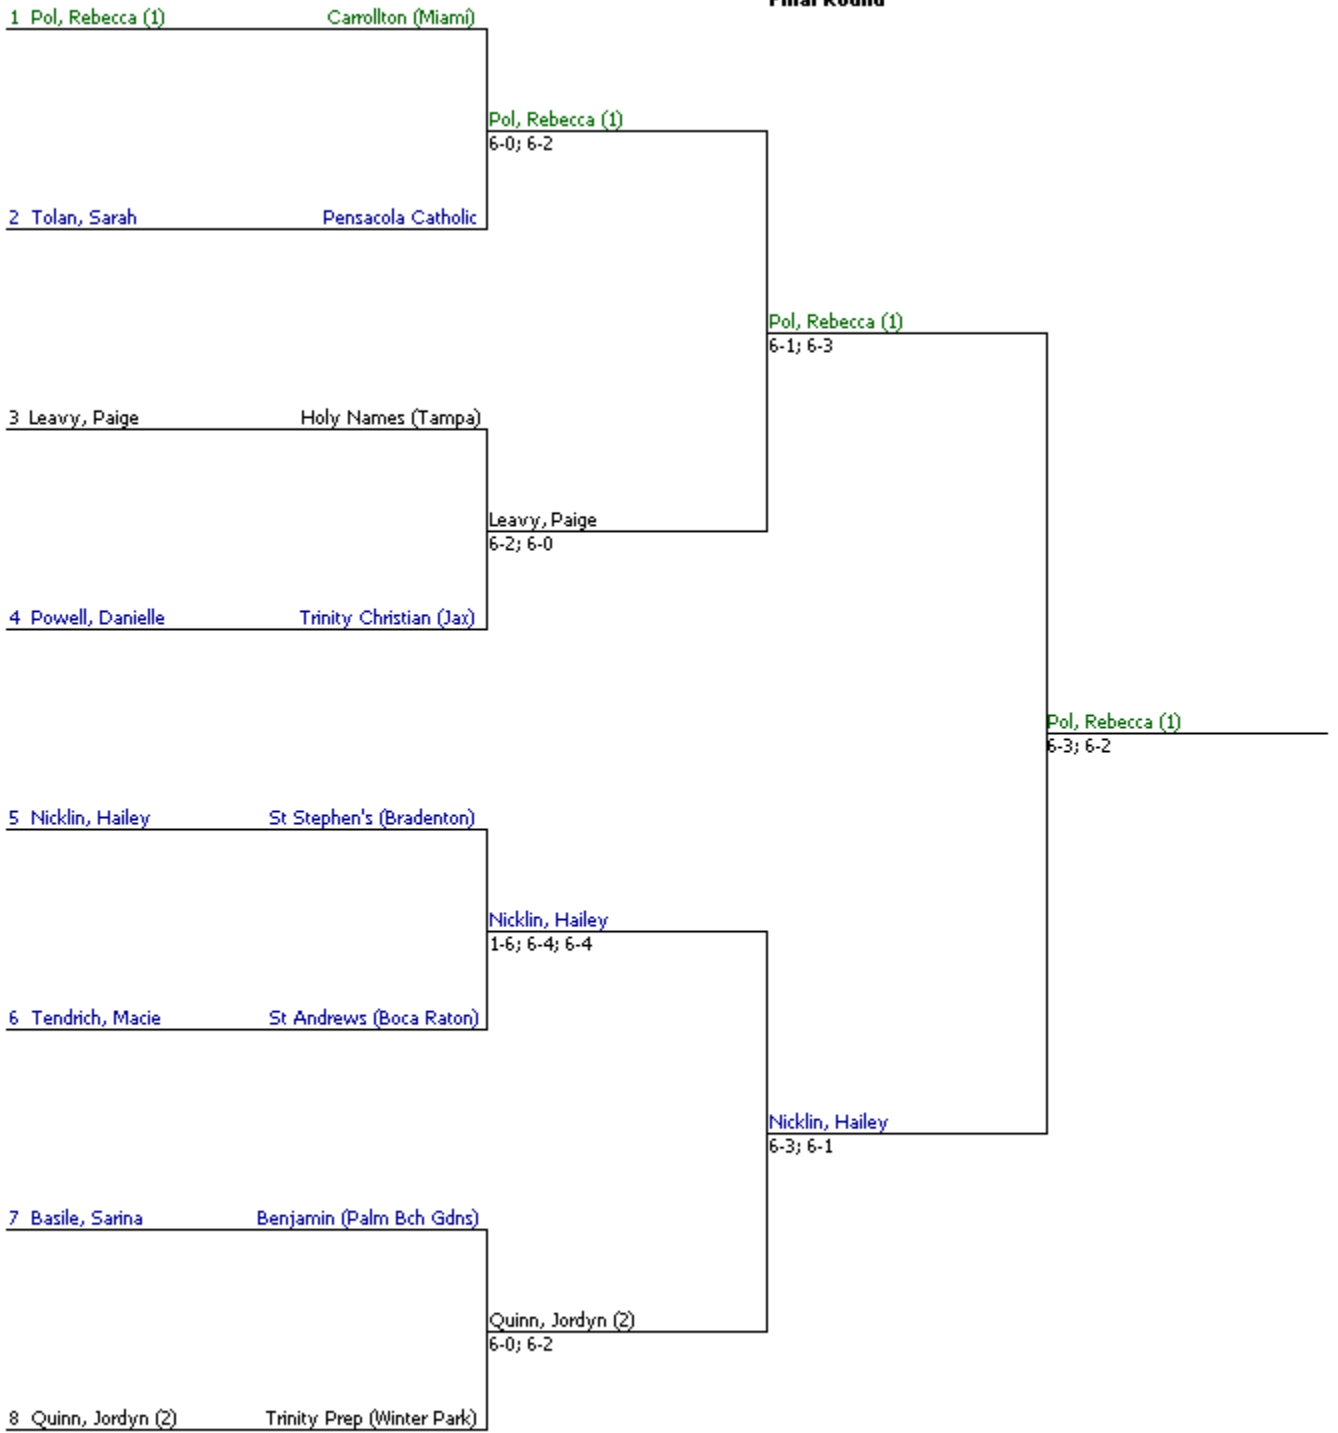 Final Round
1 Pol, Rebecca (1) Carrollton (Miami)
Pol, Rebecca (1)
6-0; 6-2
2 Tolan, Sarah Pensacola Catholic
Pol, Rebecca (1)
6-1; 6-3
3 Leavy, Paige Holy Names (Tampa)
Leavy, Paige
6-2; 6-0
4 Powell, Danielle Trinity Christian (Jax)
Pol, Rebecca (1)
6-3; 6-2
5 Nicklin, Hailey St Stephen's (Bradenton)
Nicklin, Hailey
1-6; 6-4; 6-4
6 Tendrich, Macie St Andrews (Boca Raton)
Nicklin, Hailey
6-3; 6-1
7 Basile, Sarina Benjamin (Palm Bch Gdns)
Quinn, Jordyn (2)
6-0; 6-2
8 Quinn, Jordyn (2) Trinity Prep (Winter Park)